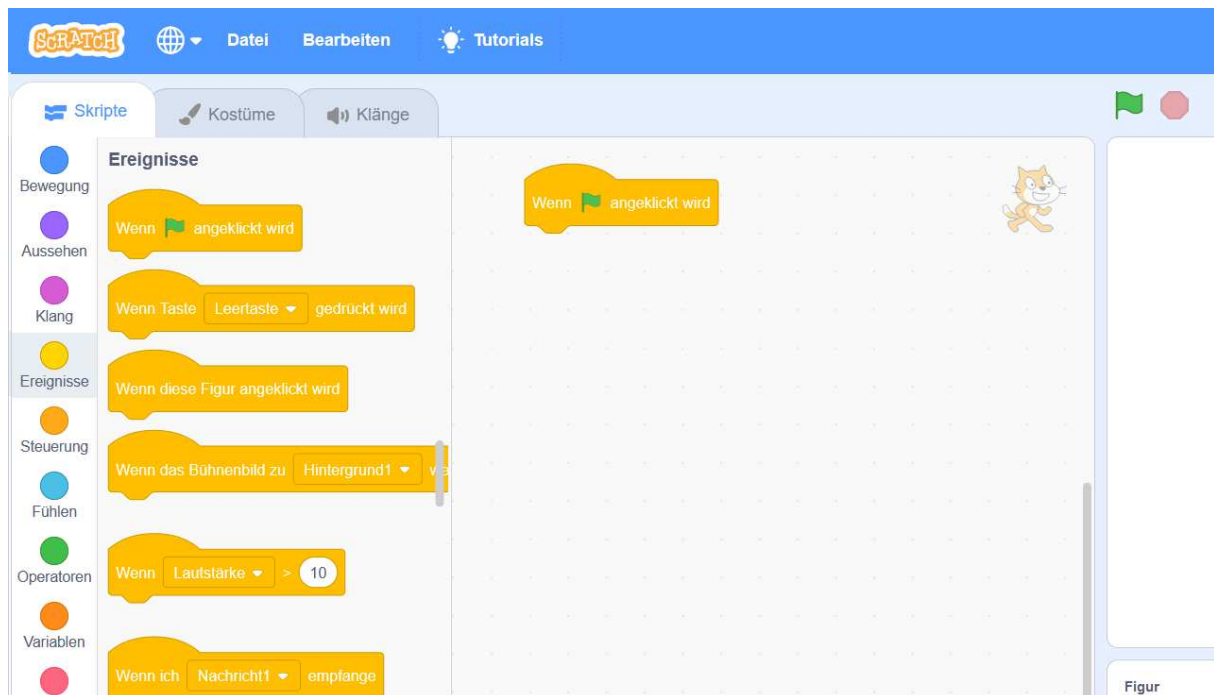 SCRATCH
Datei
Bearbeiten
Tutorials
Skripte
Kostüme
Klänge
Bewegung
Aussehen
Klang
Ereignisse
Steuerung
Fühlen
Operatoren
Variablen
Ereignisse
Wenn angeklickt wird
Wenn Taste Leertaste gedrückt wird
Wenn diese Figur angeklickt wird
Wenn das Bühnenbild zu Hintergrund1
Wenn Lautstärke > 10
Wenn ich Nachricht1 empfange
Wenn angeklickt wird
Figur